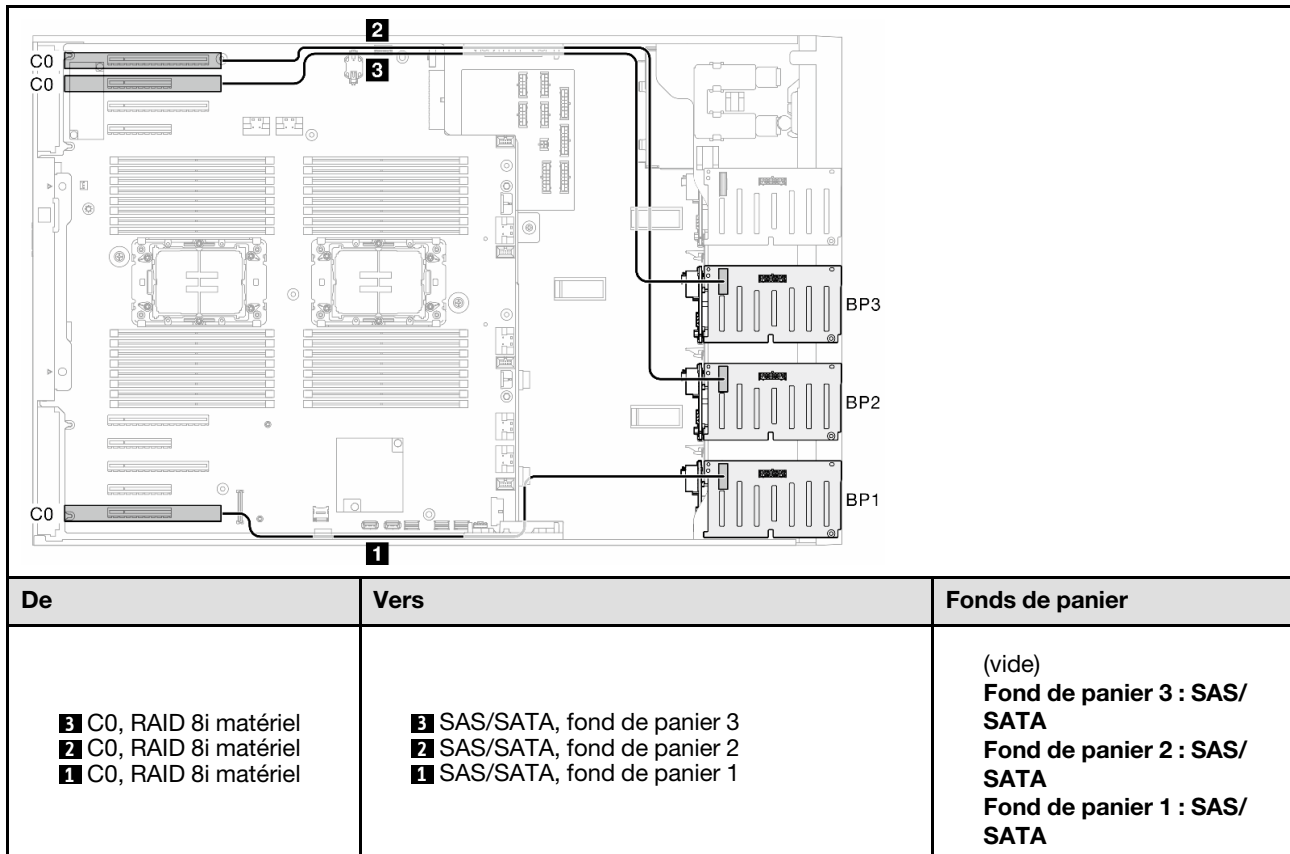 2
C0
3
C0
BP3
BP2
BP1
C0
1
De
Vers
Fonds de panier
3 C0, RAID 8i matériel
2 C0, RAID 8i matériel
1 C0, RAID 8i matériel
3 SAS/SATA, fond de panier 3
2 SAS/SATA, fond de panier 2
1 SAS/SATA, fond de panier 1
(vide)
Fond de panier 3 : SAS/
SATA
Fond de panier 2 : SAS/
SATA
Fond de panier 1 : SAS/
SATA